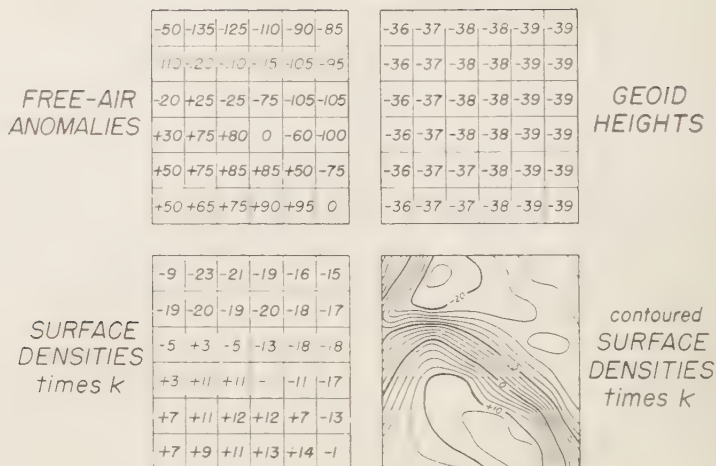 FREE-AIR
ANOMALIES
-50 -135 -125 -110 -90 -85
-105 -95
-20 +25 -25 -75 -105 -105
+30 +75 +80 0 -60 -100
+50 +75 +85 +85 +50 -75
+50 +65 +75 +90 +95 0
GEOID
HEIGHTS
-36 -37 -38 -38 -39 -39
-36 -37 -38 -38 -39 -39
-36 -37 -38 -38 -39 -39
-36 -37 -38 -38 -39 -39
-36 -37 -37 -38 -39 -39
-36 -37 -37 -38 -39 -39
SURFACE
DENSITIES
times k
-9 -23 -21 -19 -16 -15
-19 -20 -19 -20 -18 -17
-5 +3 -5 -13 -18
+3 +11 +11 - -11 -17
+7 +11 +12 +12 +7 -13
+7 +9 +11 +13 +14 -1
contoured
SURFACE
DENSITIES
times k
-20
0
+10